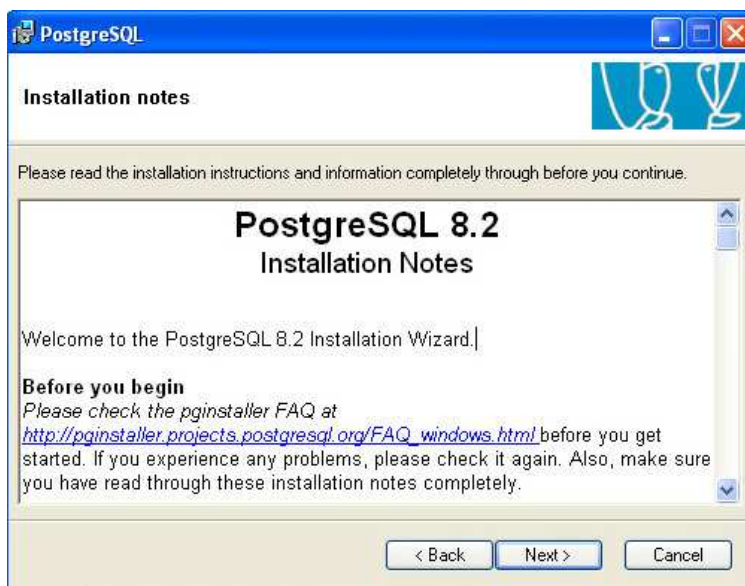 PostgreSQL
Installation notes
Please read the installation instructions and information completely through before you continue.
PostgreSQL 8.2
Installation Notes
Welcome to the PostgreSQL 8.2 Installation Wizard.
Before you begin
Please check the pginstaller FAQ at
http://pginstaller.projects.postgresql.org/FAQ_windows.html before you get
started. If you experience any problems, please check it again. Also, make sure
you have read through these installation notes completely.
< Back Next > Cancel